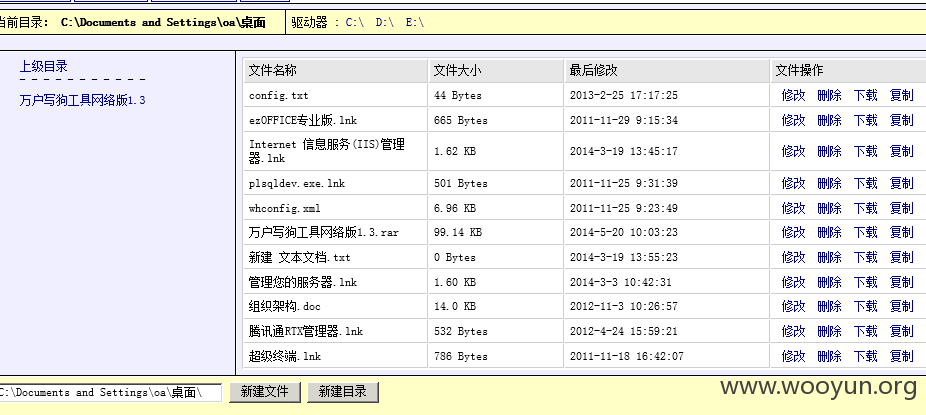 当前目录: C:\Documents and Settings\oa\桌面 驱动器 : C:\ D:\ E:\
上级目录
- - - - - - - - - - -
万户写狗工具网络版1.3
文件名称 文件大小 最后修改 文件操作
config.txt 44 Bytes 2013-2-25 17:17:25 修改 删除 下载 复制
ezOFFICE专业版.lnk 665 Bytes 2011-11-29 9:15:34 修改 删除 下载 复制
Internet 信息服务(IIS)管理
器.lnk 1.62 KB 2014-3-19 13:45:17 修改 删除 下载 复制
plsqldev.exe.lnk 501 Bytes 2011-11-25 9:31:39 修改 删除 下载 复制
whconfig.xml 6.96 KB 2011-11-25 9:23:49 修改 删除 下载 复制
万户写狗工具网络版1.3.rar 99.14 KB 2014-5-20 10:03:23 修改 删除 下载 复制
新建 文本文档.txt 0 Bytes 2014-3-19 13:55:23 修改 删除 下载 复制
管理您的服务器.lnk 1.60 KB 2014-3-3 10:42:31 修改 删除 下载 复制
组织架构.doc 14.0 KB 2012-11-3 10:26:57 修改 删除 下载 复制
腾讯通RTX管理器.lnk 532 Bytes 2012-4-24 15:59:21 修改 删除 下载 复制
超级终端.lnk 786 Bytes 2011-11-18 16:42:07 修改 删除 下载 复制
C:\Documents and Settings\oa\桌面\ 新建文件 新建目录
www.wooyun.org